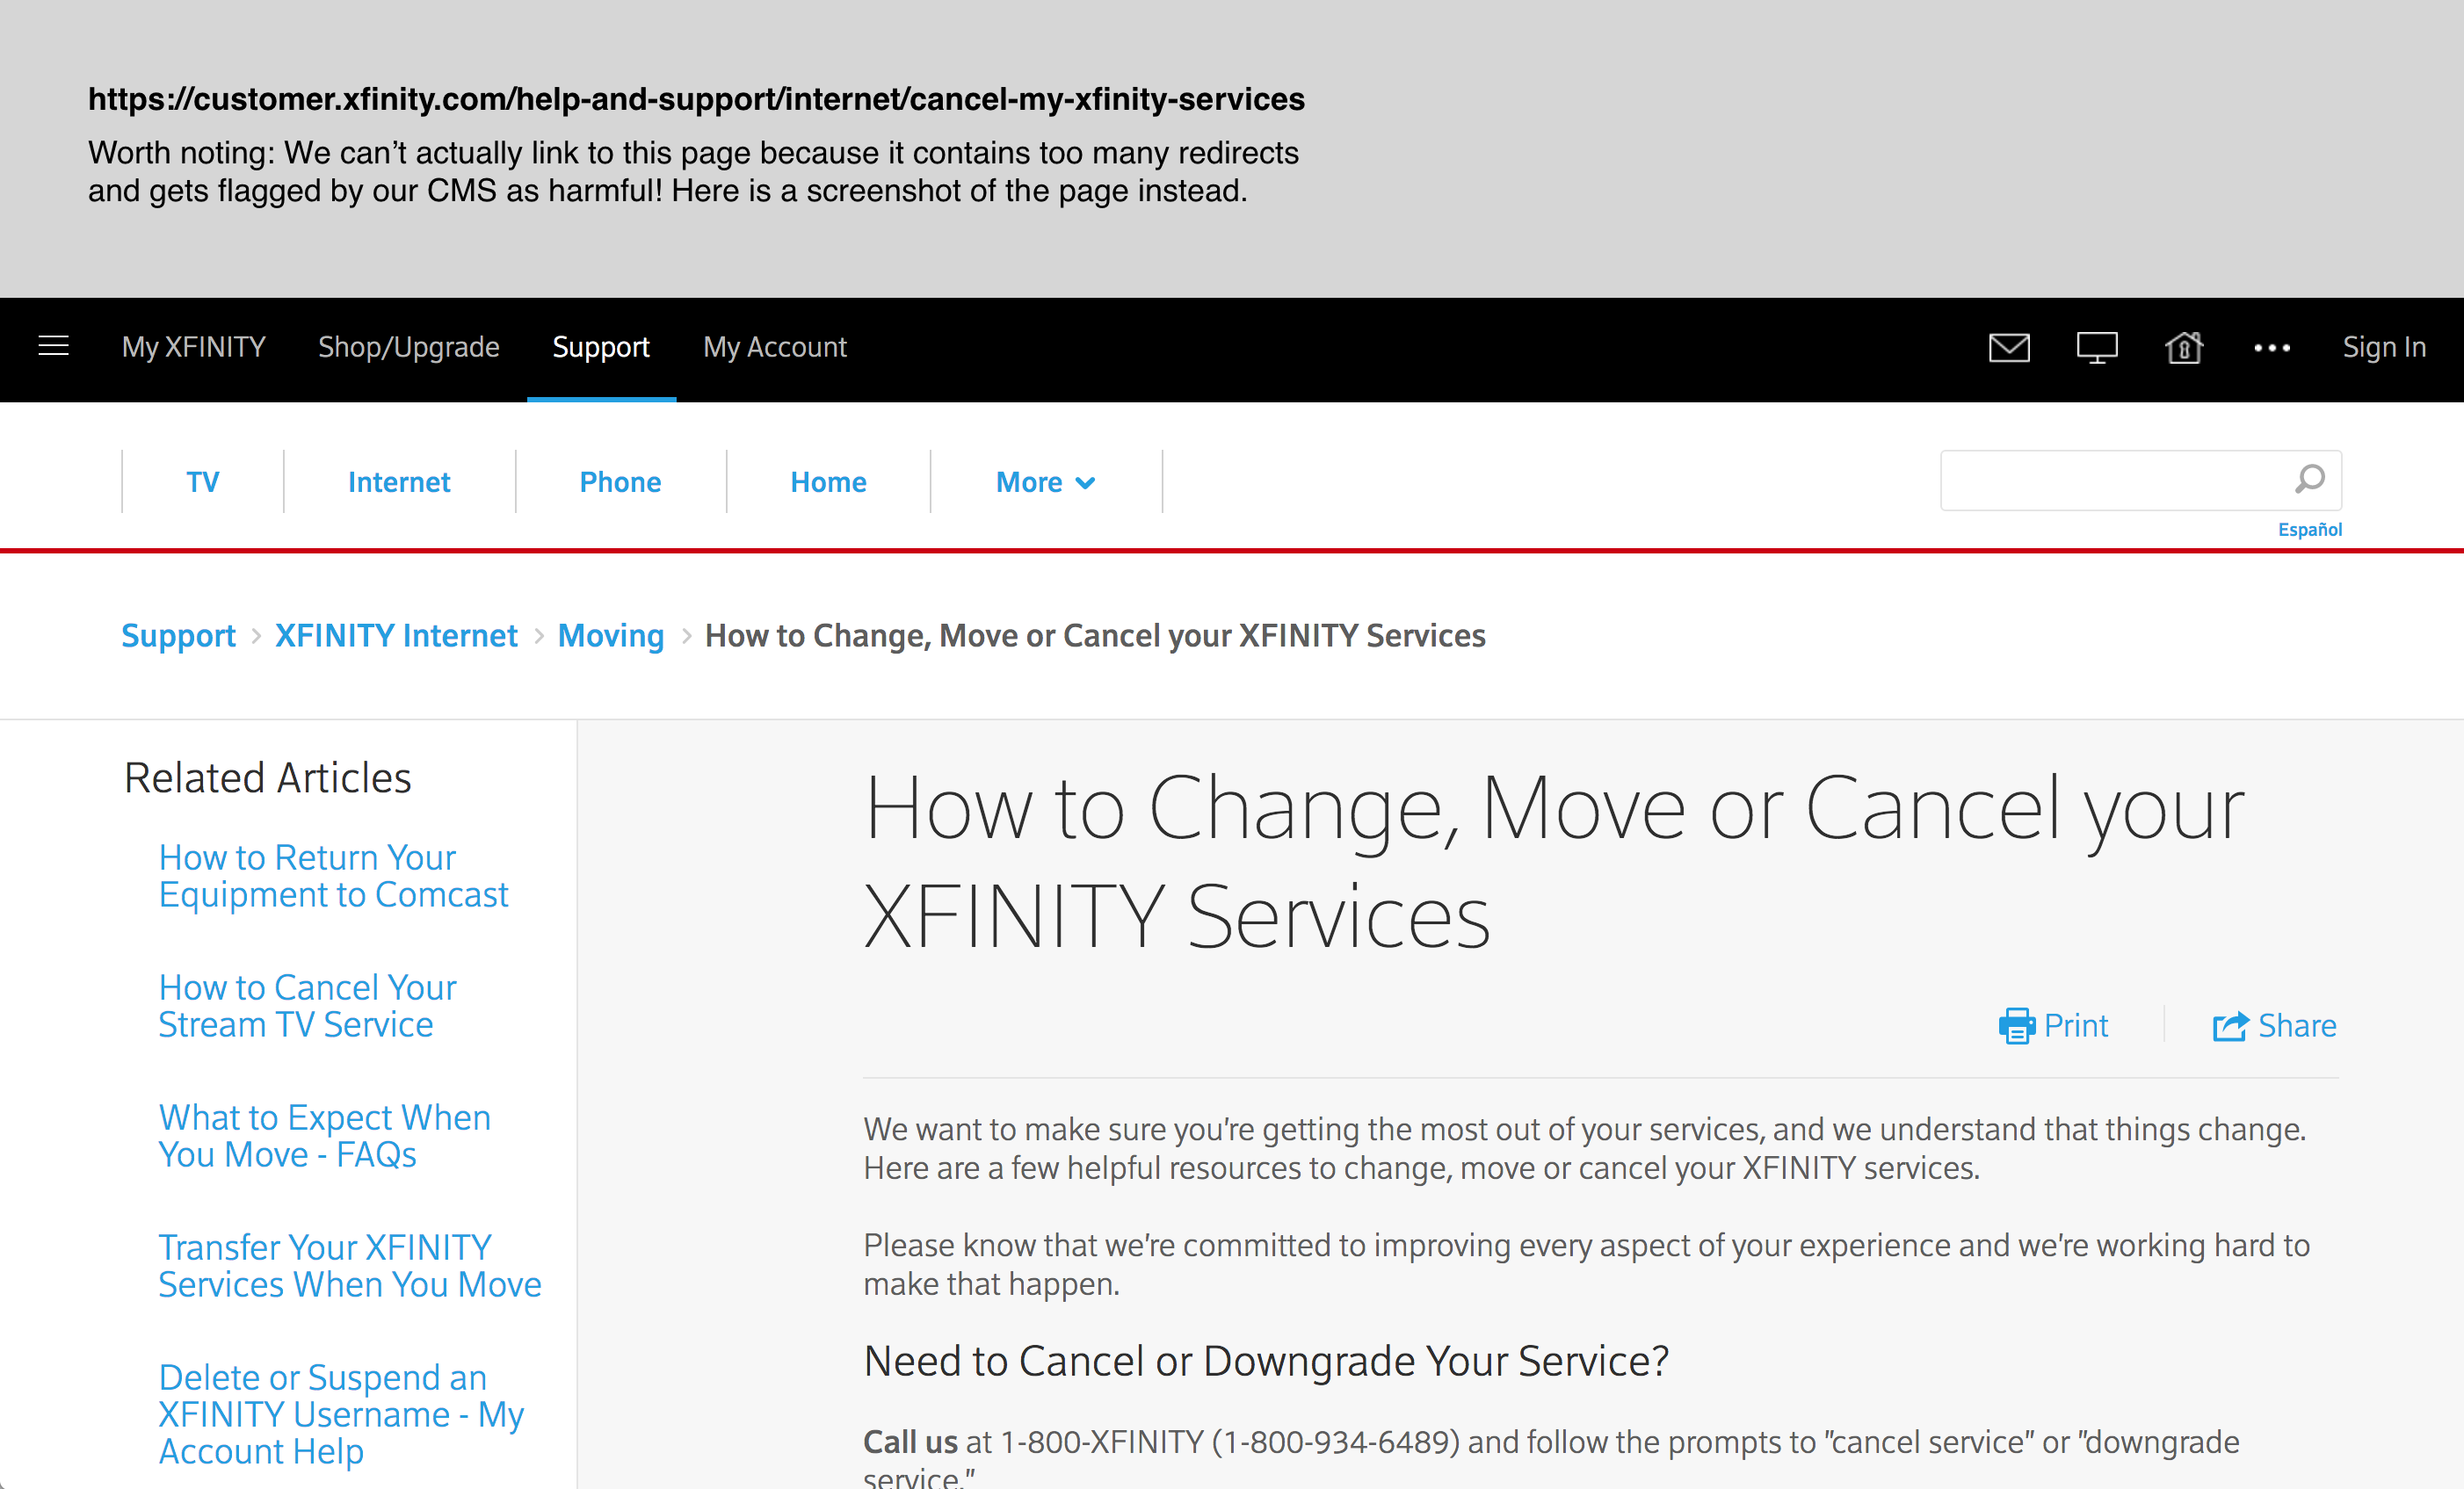 https://customer.xfinity.com/help-and-support/internet/cancel-my-xfinity-services
Worth noting: We can’t actually link to this page because it contains too many redirects
and gets flagged by our CMS as harmful! Here is a screenshot of the page instead.
My XFINITY Shop/Upgrade Support My Account Sign In
TV Internet Phone Home More
Español
Support > XFINITY Internet > Moving > How to Change, Move or Cancel your XFINITY Services
Related Articles
How to Return Your
Equipment to Comcast
How to Cancel Your
Stream TV Service
What to Expect When
You Move - FAQs
Transfer Your XFINITY
Services When You Move
Delete or Suspend an
XFINITY Username - My
Account Help
How to Change, Move or Cancel your
XFINITY Services
Print Share
We want to make sure you're getting the most out of your services, and we understand that things change.
Here are a few helpful resources to change, move or cancel your XFINITY services.
Please know that we're committed to improving every aspect of your experience and we're working hard to
make that happen.
Need to Cancel or Downgrade Your Service?
Call us at 1-800-XFINITY (1-800-934-6489) and follow the prompts to "cancel service" or "downgrade
service."